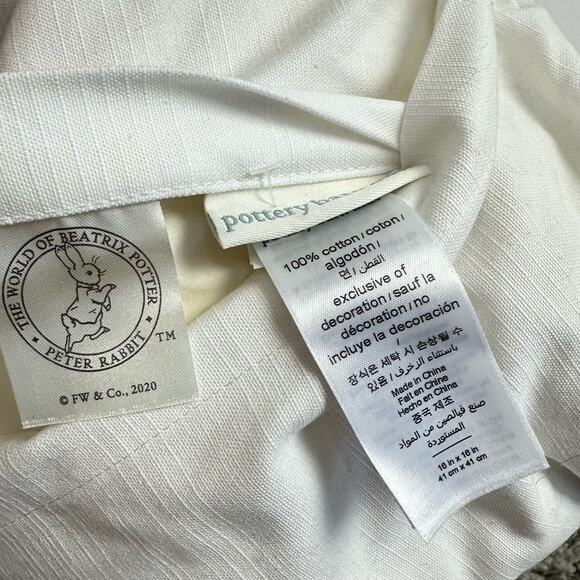 THE WORLD OF BEATRIX POTTER
PETER RABBIT
TM
© FW & Co., 2020
pottery
100% cotton / coton /
algodón /
القطن / 면
exclusive of
decoration / sauf la
décoration / no
incluye la decoración
장식은 세탁 시 손상될 수
있음 / باستثناء الزخرف /
Made in China
Fait en Chine
Hecho en China
중국 제조
صنع في الصين من المواد
المستوردة
16 in x 16 in
41 cm x 41 cm